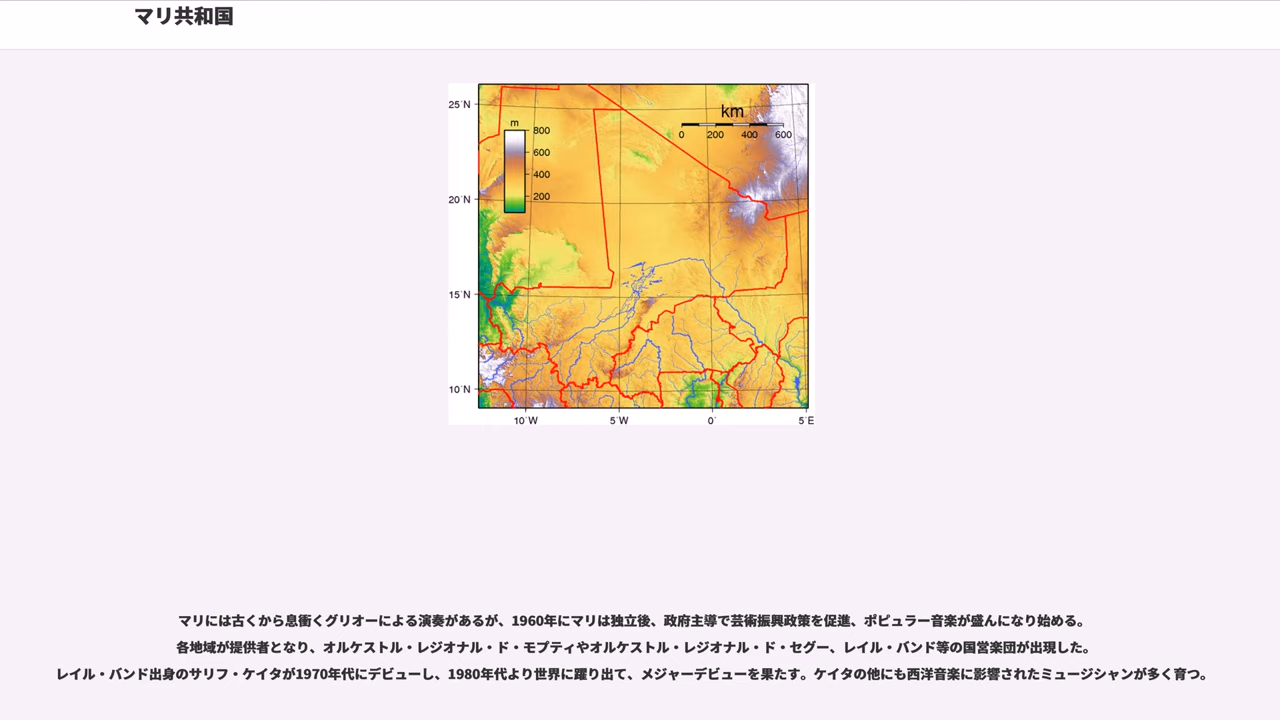 マリ共和国
km
0 200 400 600
m
800
600
400
200
25°N
20°N
15°N
10°N
10°W 5°W 0° 5°E
マリには古くから息衝くグリオーによる演奏があるが、1960年にマリは独立後、政府主導で芸術振興政策を促進、ポピュラー音楽が盛んになり始める。
各地域が提供者となり、オルケストル・レジオナル・ド・モプティやオルケストル・レジオナル・ド・セグー、レイル・バンド等の国営楽団が出現した。
レイル・バンド出身のサリフ・ケイタが1970年代にデビューし、1980年代より世界に躍り出て、メジャーデビューを果たす。ケイタの他にも西洋音楽に影響されたミュージシャンが多く育つ。